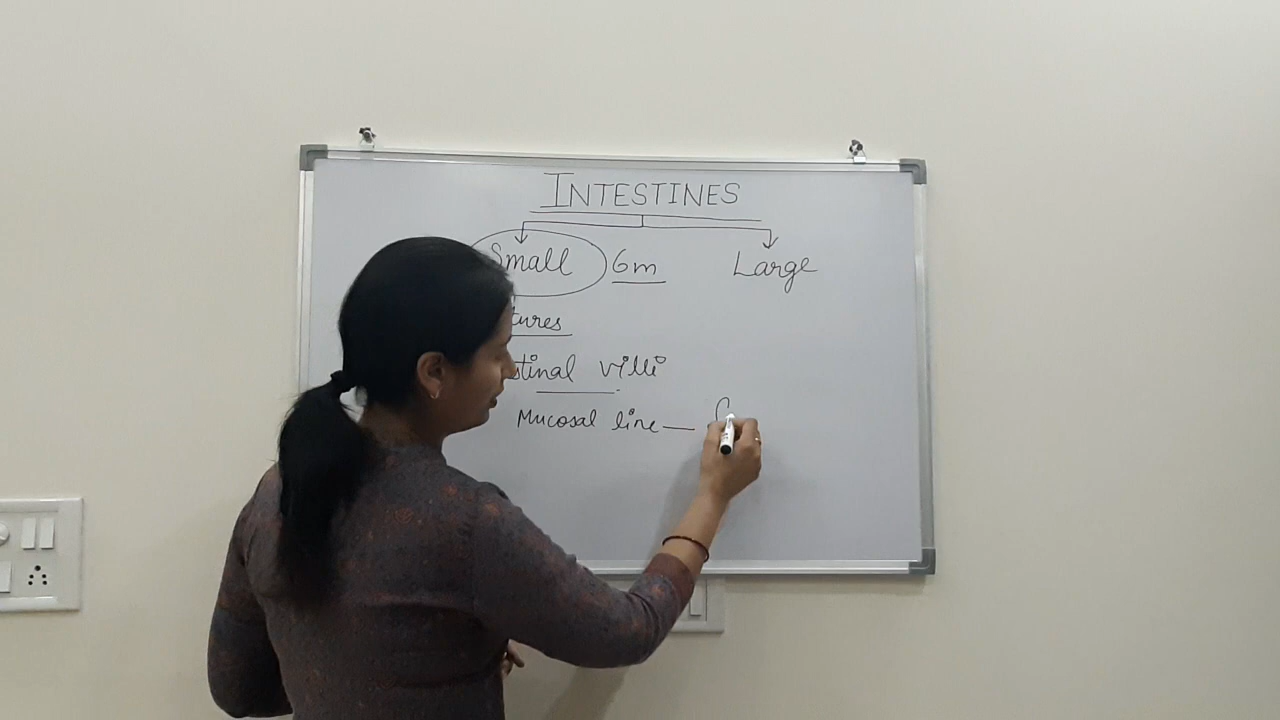 INTESTINES
Small 6m Large
tures
stinal villi
Mucosal line —